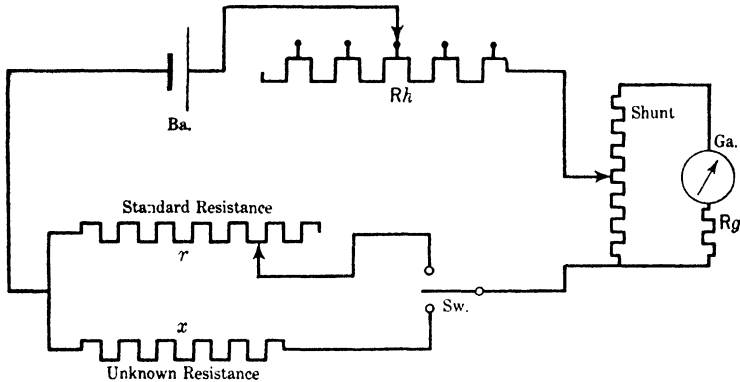 Ba.
Rh
Shunt
Ga.
Rg
Standard Resistance
r
Sw.
x
Unknown Resistance